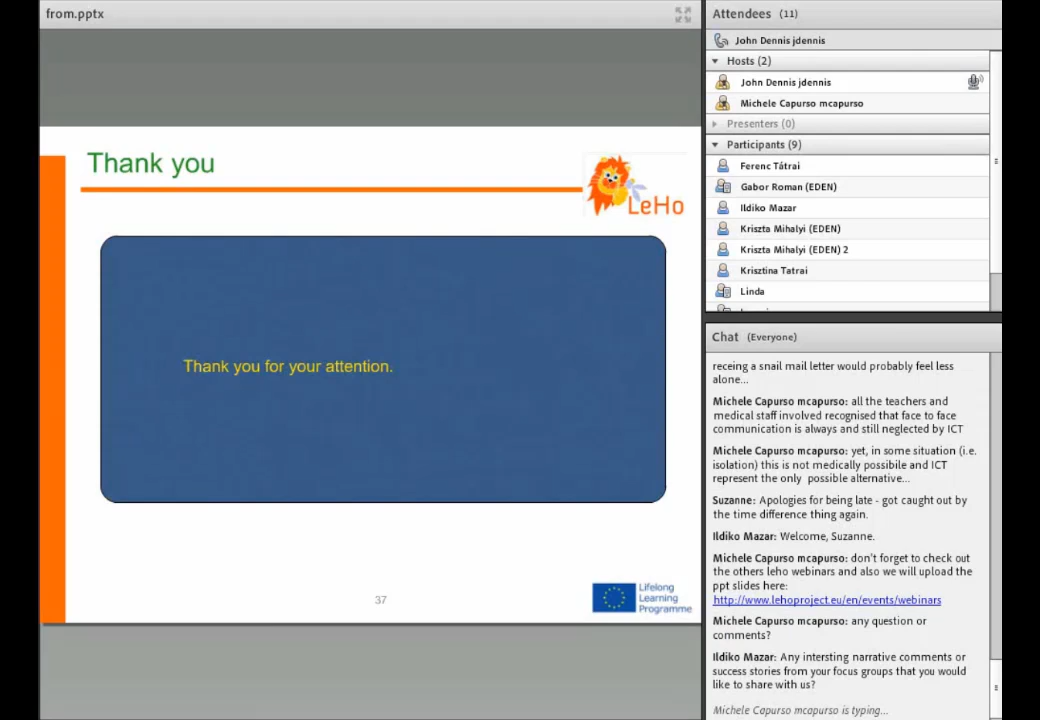 from.pptx
Thank you
LeHo
Thank you for your attention.
37
Lifelong
Learning
Programme
Attendees (11)
John Dennis jdennis
Hosts (2)
John Dennis jdennis
Michele Capurso mcapurso
Presenters (0)
Participants (9)
Ferenc Tátrai
Gabor Roman (EDEN)
Ildiko Mazar
Kriszta Mihalyi (EDEN)
Kriszta Mihalyi (EDEN) 2
Krisztina Tatrai
Linda
Chat (Everyone)
receing a snail mail letter would probably feel less
alone...
Michele Capurso mcapurso: all the teachers and
medical staff involved recognised that face to face
communication is always and still neglected by ICT
Michele Capurso mcapurso: yet, in some situation (i.e.
isolation) this is not medically possibile and ICT
represent the only possible alternative...
Suzanne: Apologies for being late - got caught out by
the time difference thing again.
Ildiko Mazar: Welcome, Suzanne.
Michele Capurso mcapurso: don't forget to check out
the others leho webinars and also we will upload the
ppt slides here:
http://www.lehoproject.eu/en/events/webinars
Michele Capurso mcapurso: any question or
comments?
Ildiko Mazar: Any intersting narrative comments or
success stories from your focus groups that you would
like to share with us?
Michele Capurso mcapurso is typing...